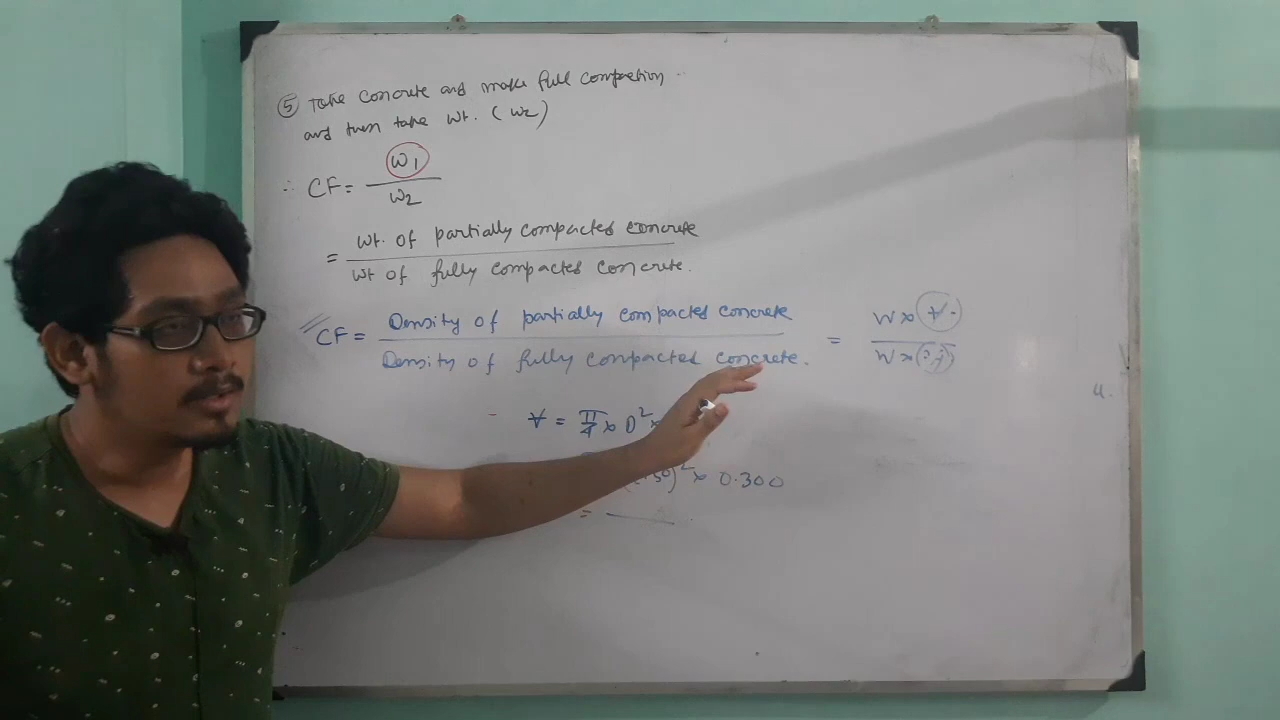 ⑤ Take concrete and make full compaction
and then take wt. (W2)
∴ CF = W1 / W2
= Wt. of partially compacted concrete / Wt of fully compacted concrete.
CF = Density of partially compacted concrete / Density of fully compacted concrete. =
V = π/4 × D² ×
50)² × 0.300
=